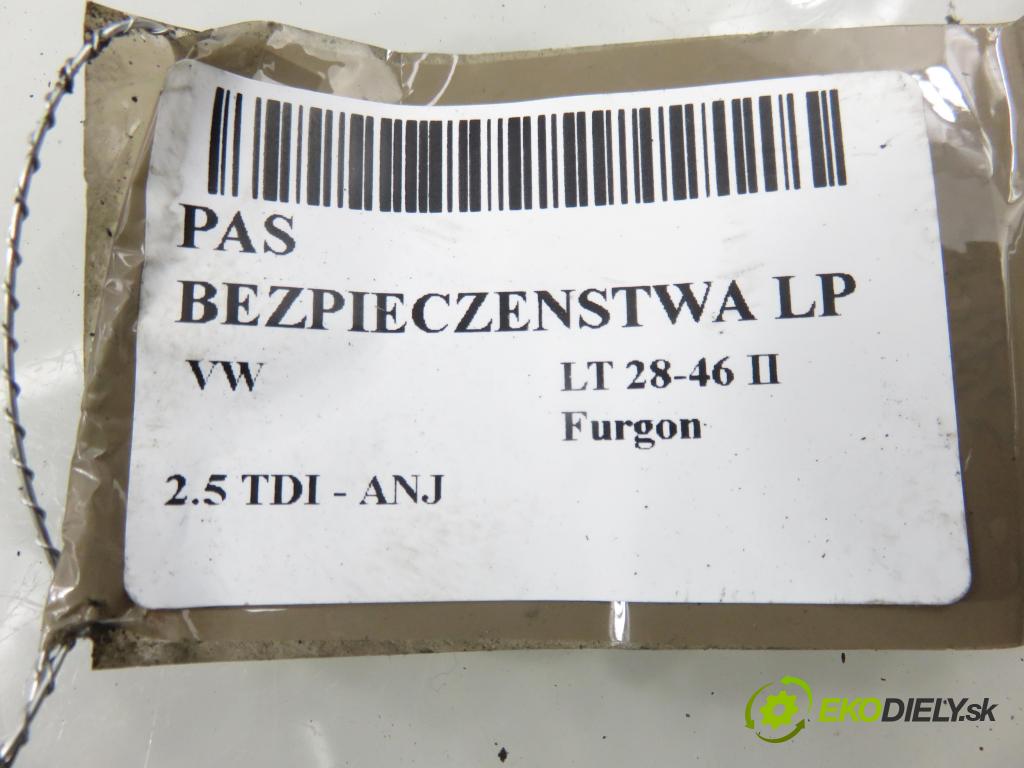 PAS
BEZPIECZENSTWA LP
VW LT 28-46 II
Furgon
2.5 TDI - ANJ
EKODIELY.sk